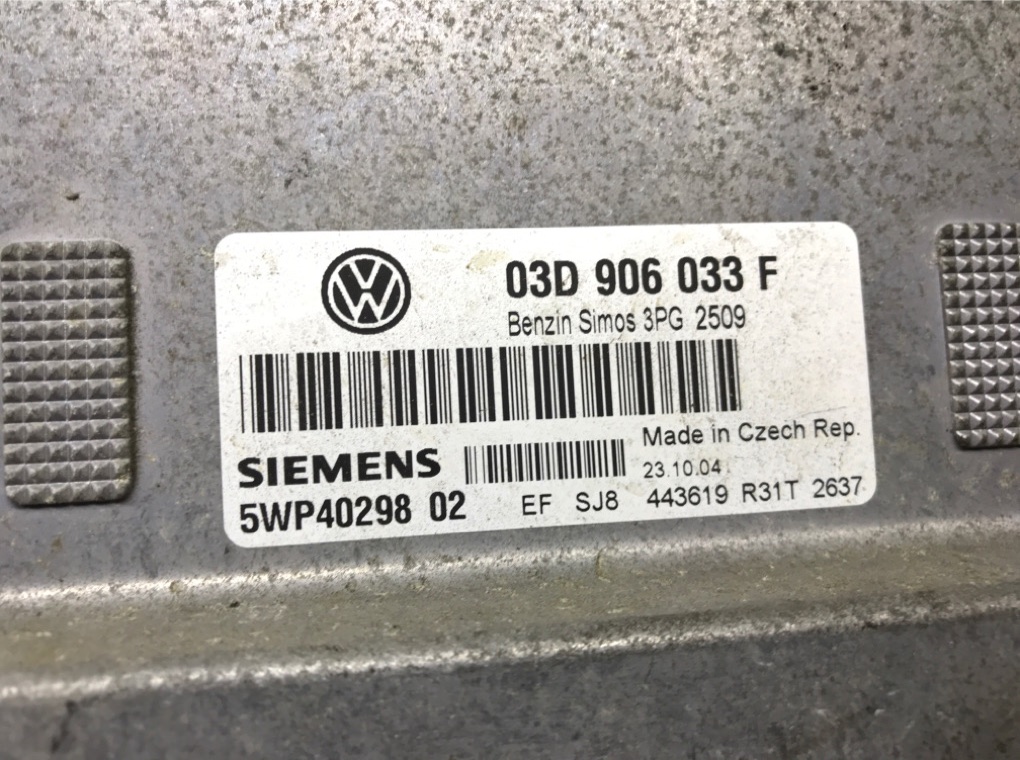 VW
03D 906 033 F
Benzin Simos 3PG 2509
Made in Czech Rep.
SIEMENS
23.10.04
5WP40298 02
EF SJ8 443619 R31T 2637